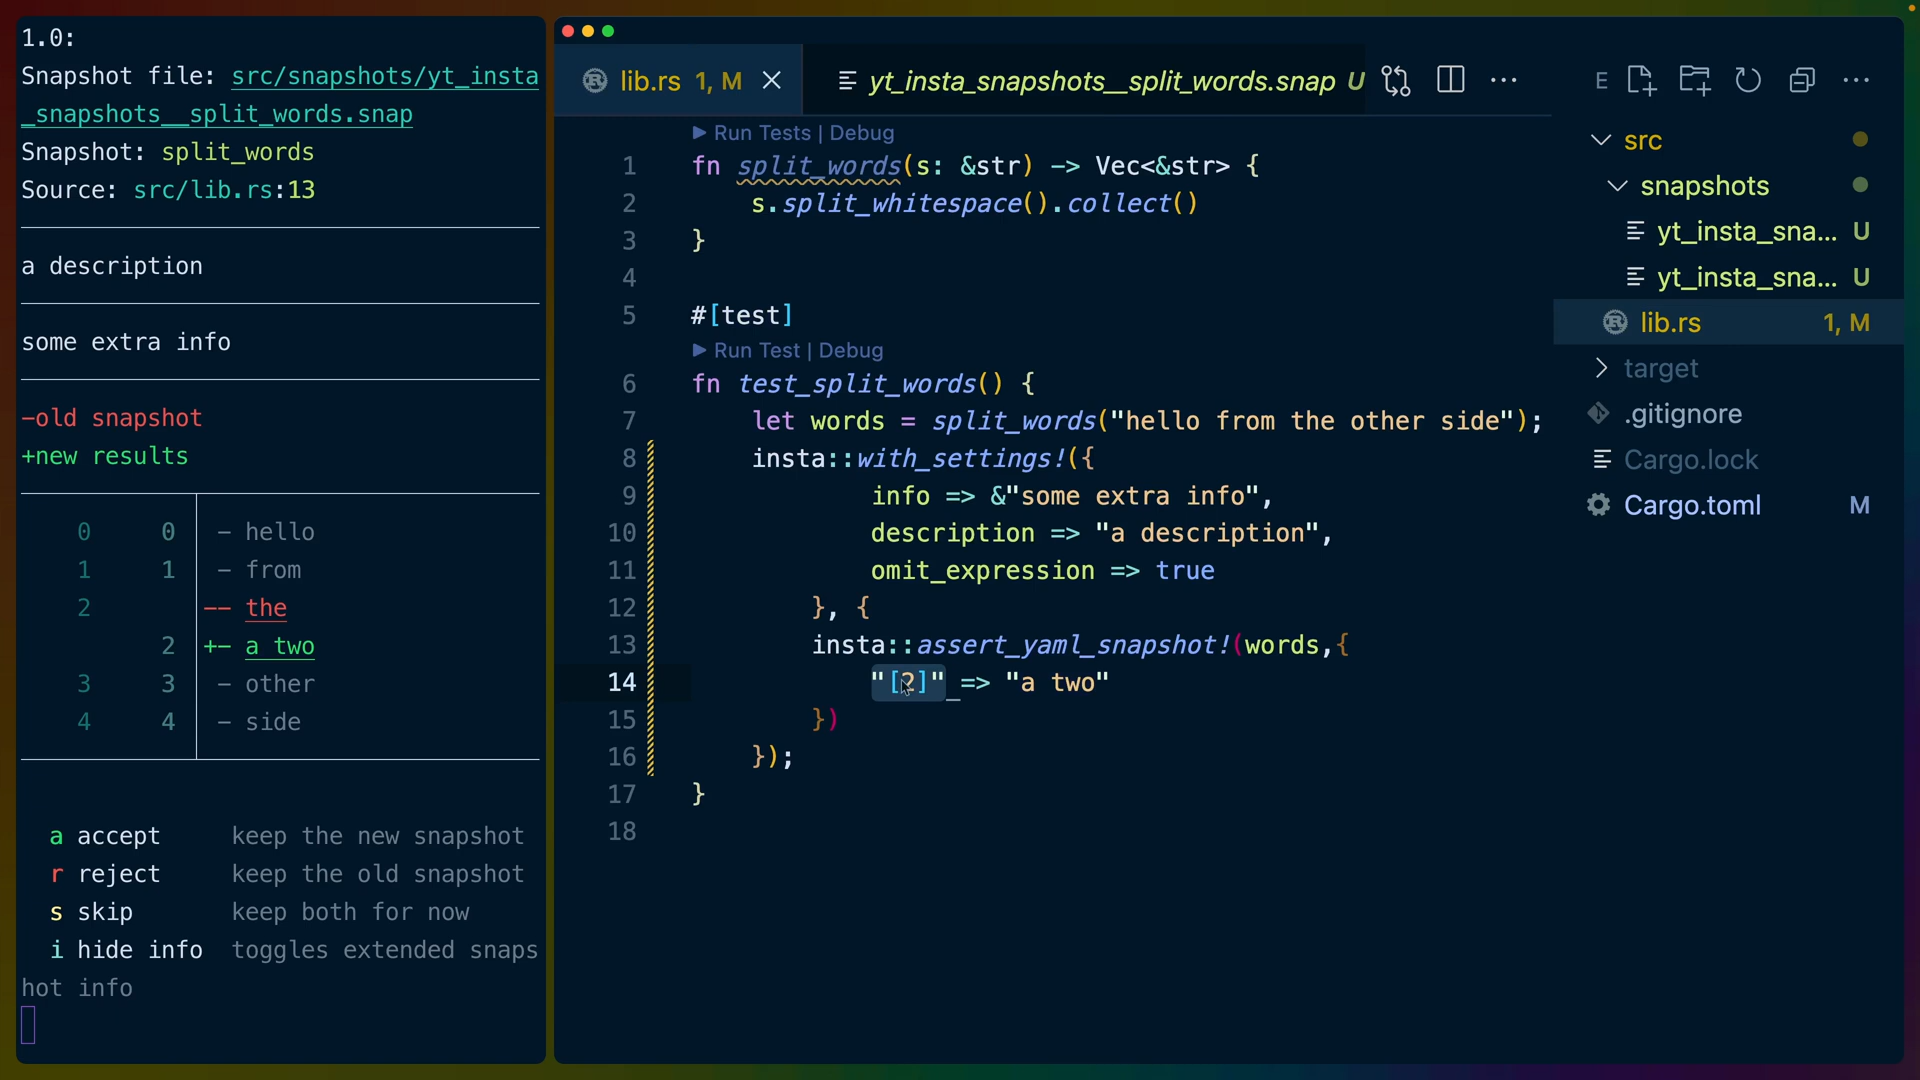 1.0:
Snapshot file: src/snapshots/yt_insta
_snapshots__split_words.snap
Snapshot: split_words
Source: src/lib.rs:13
a description
some extra info
-old snapshot
+new results
0 0 - hello
1 1 - from
2 -- the
2 +- a two
3 3 - other
4 4 - side
a accept keep the new snapshot
r reject keep the old snapshot
s skip keep both for now
i hide info toggles extended snaps
hot info
lib.rs 1, M
yt_insta_snapshots__split_words.snap U
Run Tests | Debug
1 fn split_words(s: &str) -> Vec<&str> {
2 s.split_whitespace().collect()
3 }
4
5 #[test]
Run Test | Debug
6 fn test_split_words() {
7 let words = split_words("hello from the other side");
8 insta::with_settings!({
9 info => &"some extra info",
10 description => "a description",
11 omit_expression => true
12 }, {
13 insta::assert_yaml_snapshot!(words,{
14 "[2]" => "a two"
15 })
16 });
17 }
18
E
src
snapshots
yt_insta_sna... U
yt_insta_sna... U
lib.rs 1, M
target
.gitignore
Cargo.lock
Cargo.toml M